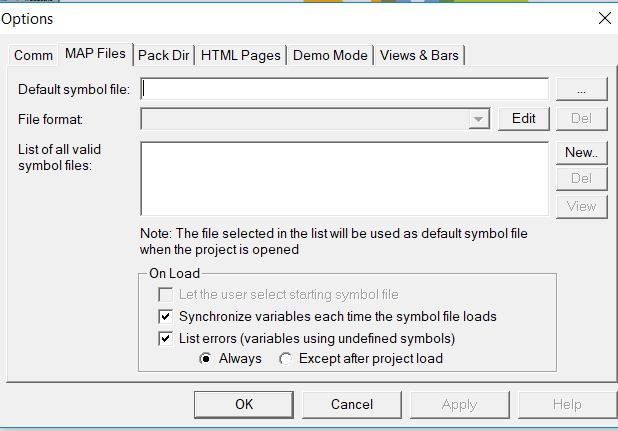 Options
Comm
MAP Files
Pack Dir
HTML Pages
Demo Mode
Views & Bars
Default symbol file:
...
File format:
Edit
Del
List of all valid
symbol files:
New..
Del
View
Note: The file selected in the list will be used as default symbol file
when the project is opened
On Load
Let the user select starting symbol file
Synchronize variables each time the symbol file loads
List errors (variables using undefined symbols)
Always
Except after project load
OK
Cancel
Apply
Help